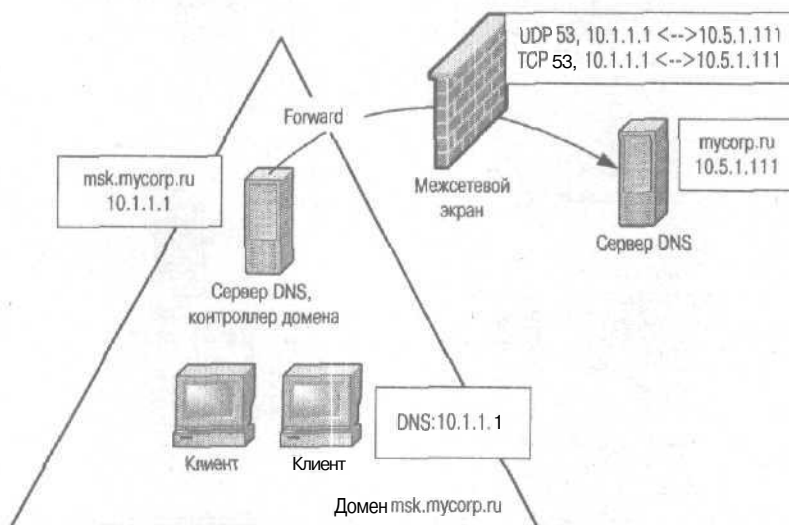 UDP 53, 10.1.1.1 <-->10.5.1.111
TCP 53, 10.1.1.1 <-->10.5.1.111
Forward
msk.mycorp.ru
10.1.1.1
mycorp.ru
10.5.1.111
Межсетевой
экран
Сервер DNS
Сервер DNS,
контроллер домена
DNS:10.1.1.1
Клиент
Клиент
Домен msk.mycorp.ru